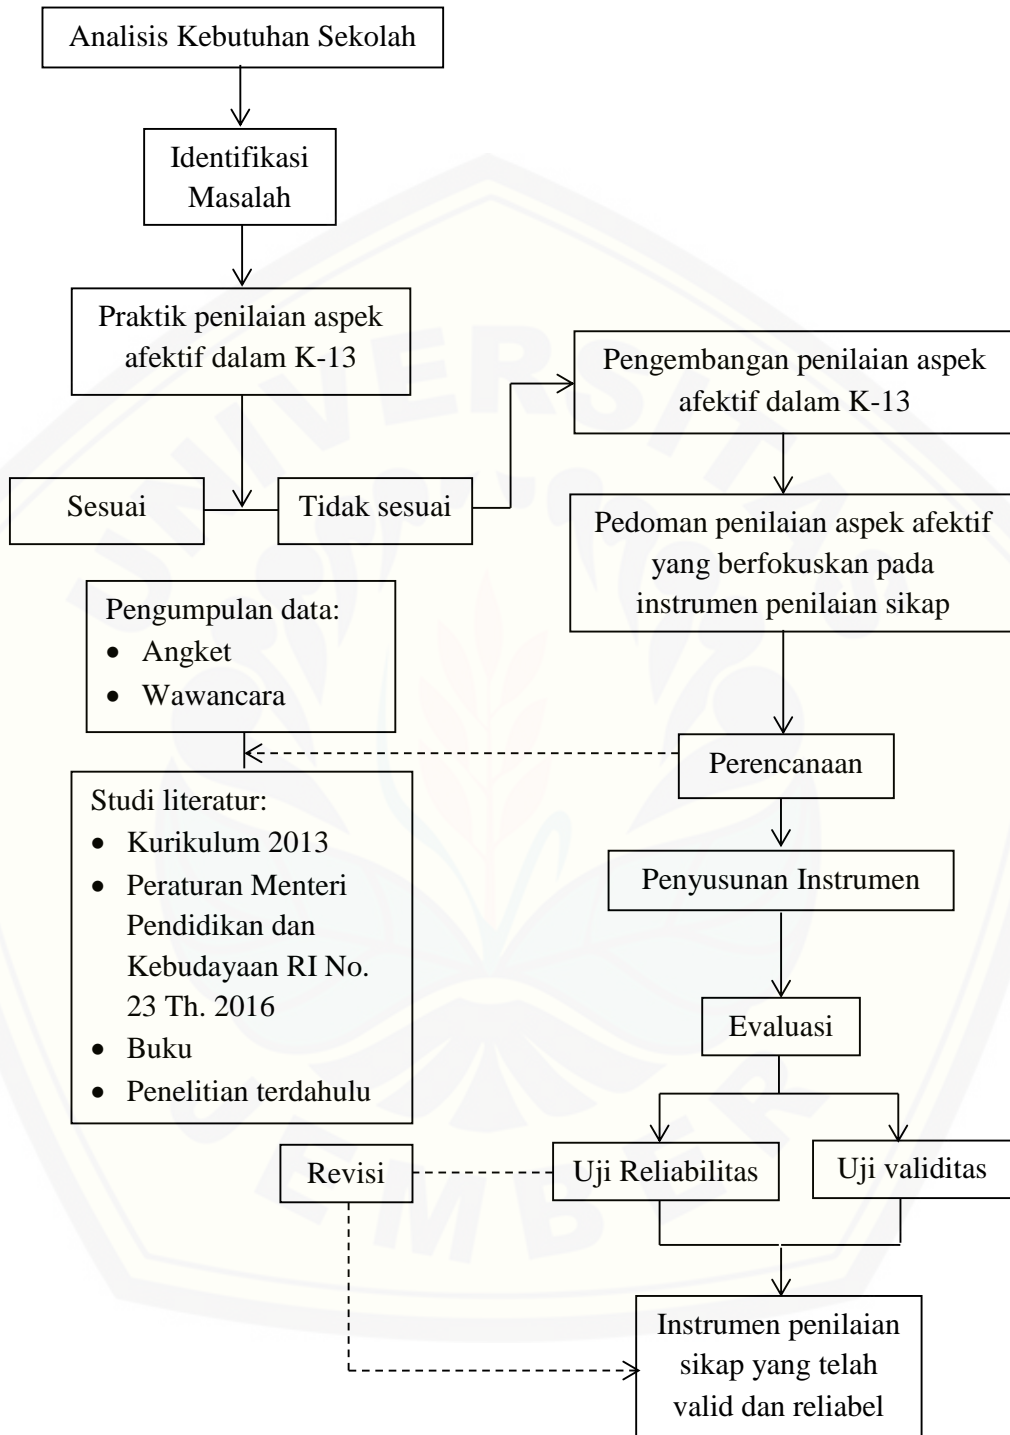 Analisis Kebutuhan Sekolah
Identifikasi
Masalah
Praktik penilaian aspek
afektif dalam K-13
Sesuai
Tidak sesuai
Pengembangan penilaian aspek
afektif dalam K-13
Pedoman penilaian aspek afektif
yang berfokuskan pada
instrumen penilaian sikap
Pengumpulan data:
• Angket
• Wawancara
Perencanaan
Studi literatur:
• Kurikulum 2013
• Peraturan Menteri
Pendidikan dan
Kebudayaan RI No.
23 Th. 2016
• Buku
• Penelitian terdahulu
Penyusunan Instrumen
Evaluasi
Revisi
Uji Reliabilitas
Uji validitas
Instrumen penilaian
sikap yang telah
valid dan reliabel
UNIVERSITAS
JEMBER